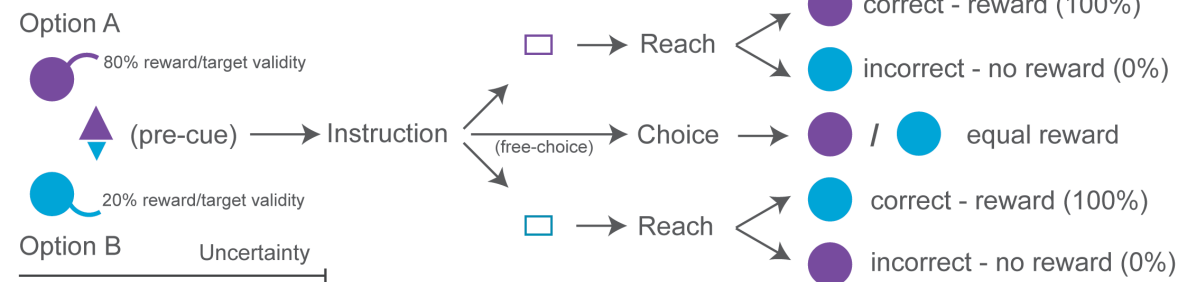 Option A
80% reward/target validity
(pre-cue)
20% reward/target validity
Option B
Uncertainty
Instruction
(free-choice)
Reach
correct - reward (100%)
incorrect - no reward (0%)
Choice
/
equal reward
Reach
correct - reward (100%)
incorrect - no reward (0%)